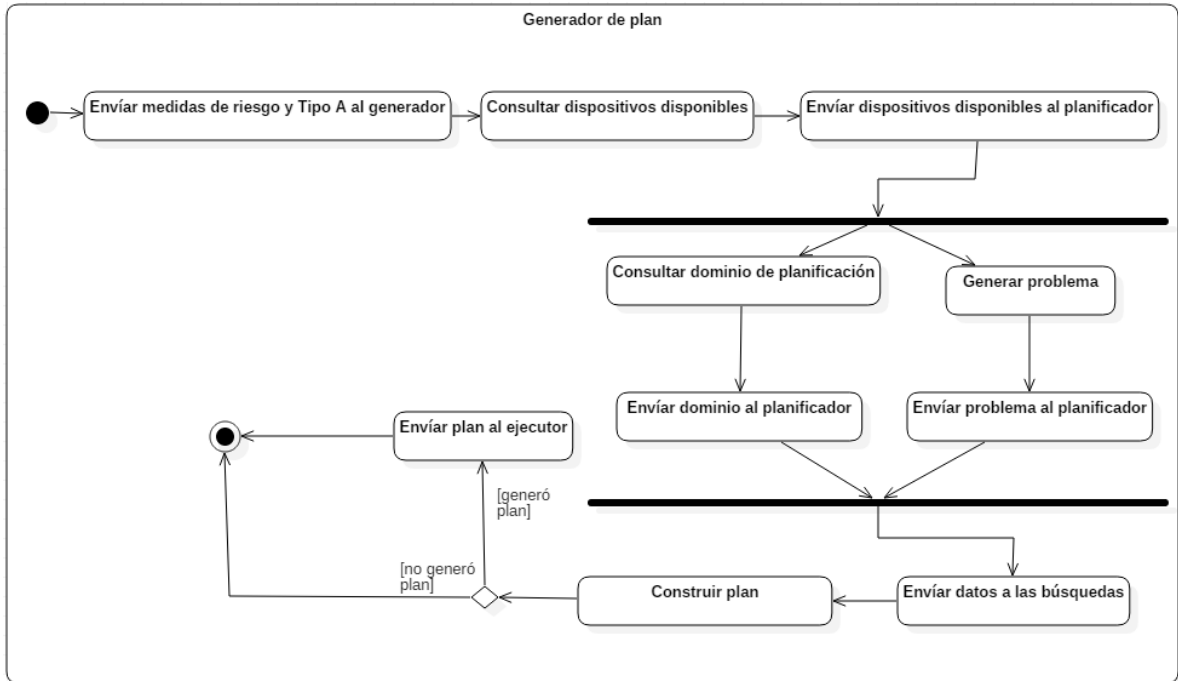 Generador de plan
Envíar medidas de riesgo y Tipo A al generador
Consultar dispositivos disponibles
Envíar dispositivos disponibles al planificador
Consultar dominio de planificación
Generar problema
Envíar dominio al planificador
Envíar problema al planificador
Envíar plan al ejecutor
[generó
plan]
[no generó
plan]
Construir plan
Envíar datos a las búsquedas